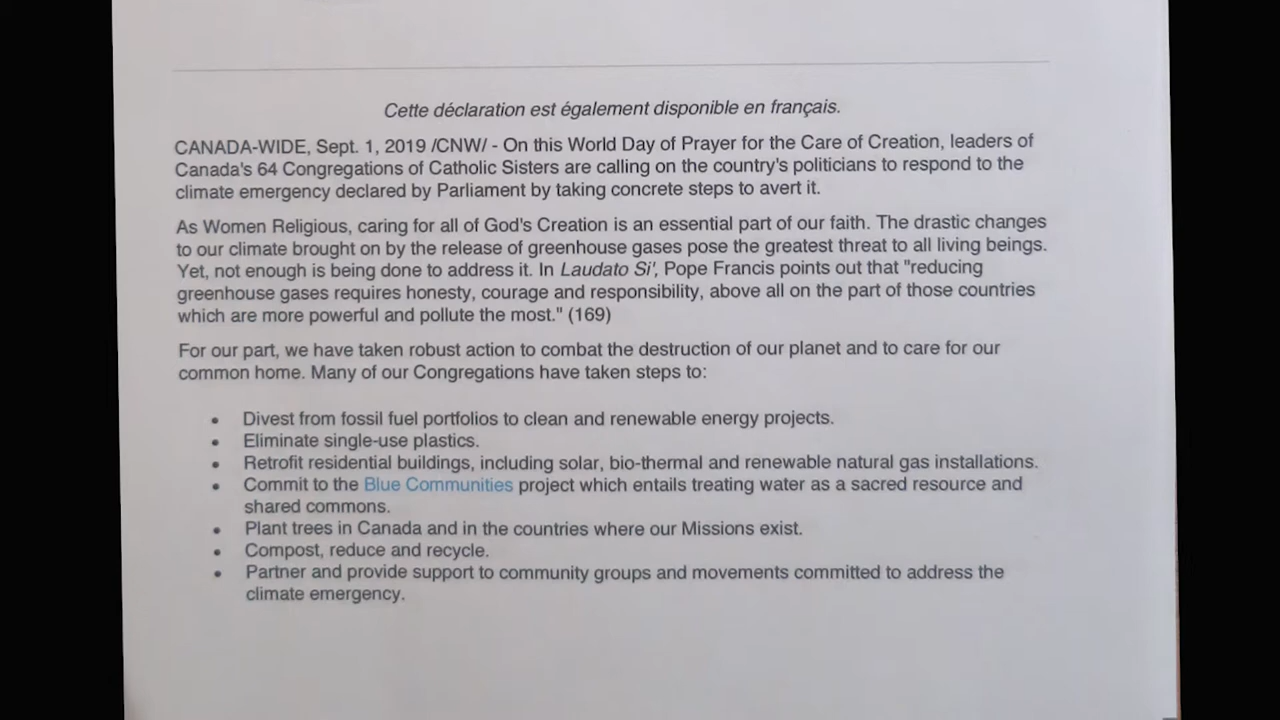 Cette déclaration est également disponible en français.
CANADA-WIDE, Sept. 1, 2019 /CNW/ - On this World Day of Prayer for the Care of Creation, leaders of
Canada's 64 Congregations of Catholic Sisters are calling on the country's politicians to respond to the
climate emergency declared by Parliament by taking concrete steps to avert it.
As Women Religious, caring for all of God's Creation is an essential part of our faith. The drastic changes
to our climate brought on by the release of greenhouse gases pose the greatest threat to all living beings.
Yet, not enough is being done to address it. In Laudato Si', Pope Francis points out that "reducing
greenhouse gases requires honesty, courage and responsibility, above all on the part of those countries
which are more powerful and pollute the most." (169)
For our part, we have taken robust action to combat the destruction of our planet and to care for our
common home. Many of our Congregations have taken steps to:
• Divest from fossil fuel portfolios to clean and renewable energy projects.
• Eliminate single-use plastics.
• Retrofit residential buildings, including solar, bio-thermal and renewable natural gas installations.
• Commit to the Blue Communities project which entails treating water as a sacred resource and
shared commons.
• Plant trees in Canada and in the countries where our Missions exist.
• Compost, reduce and recycle.
• Partner and provide support to community groups and movements committed to address the
climate emergency.